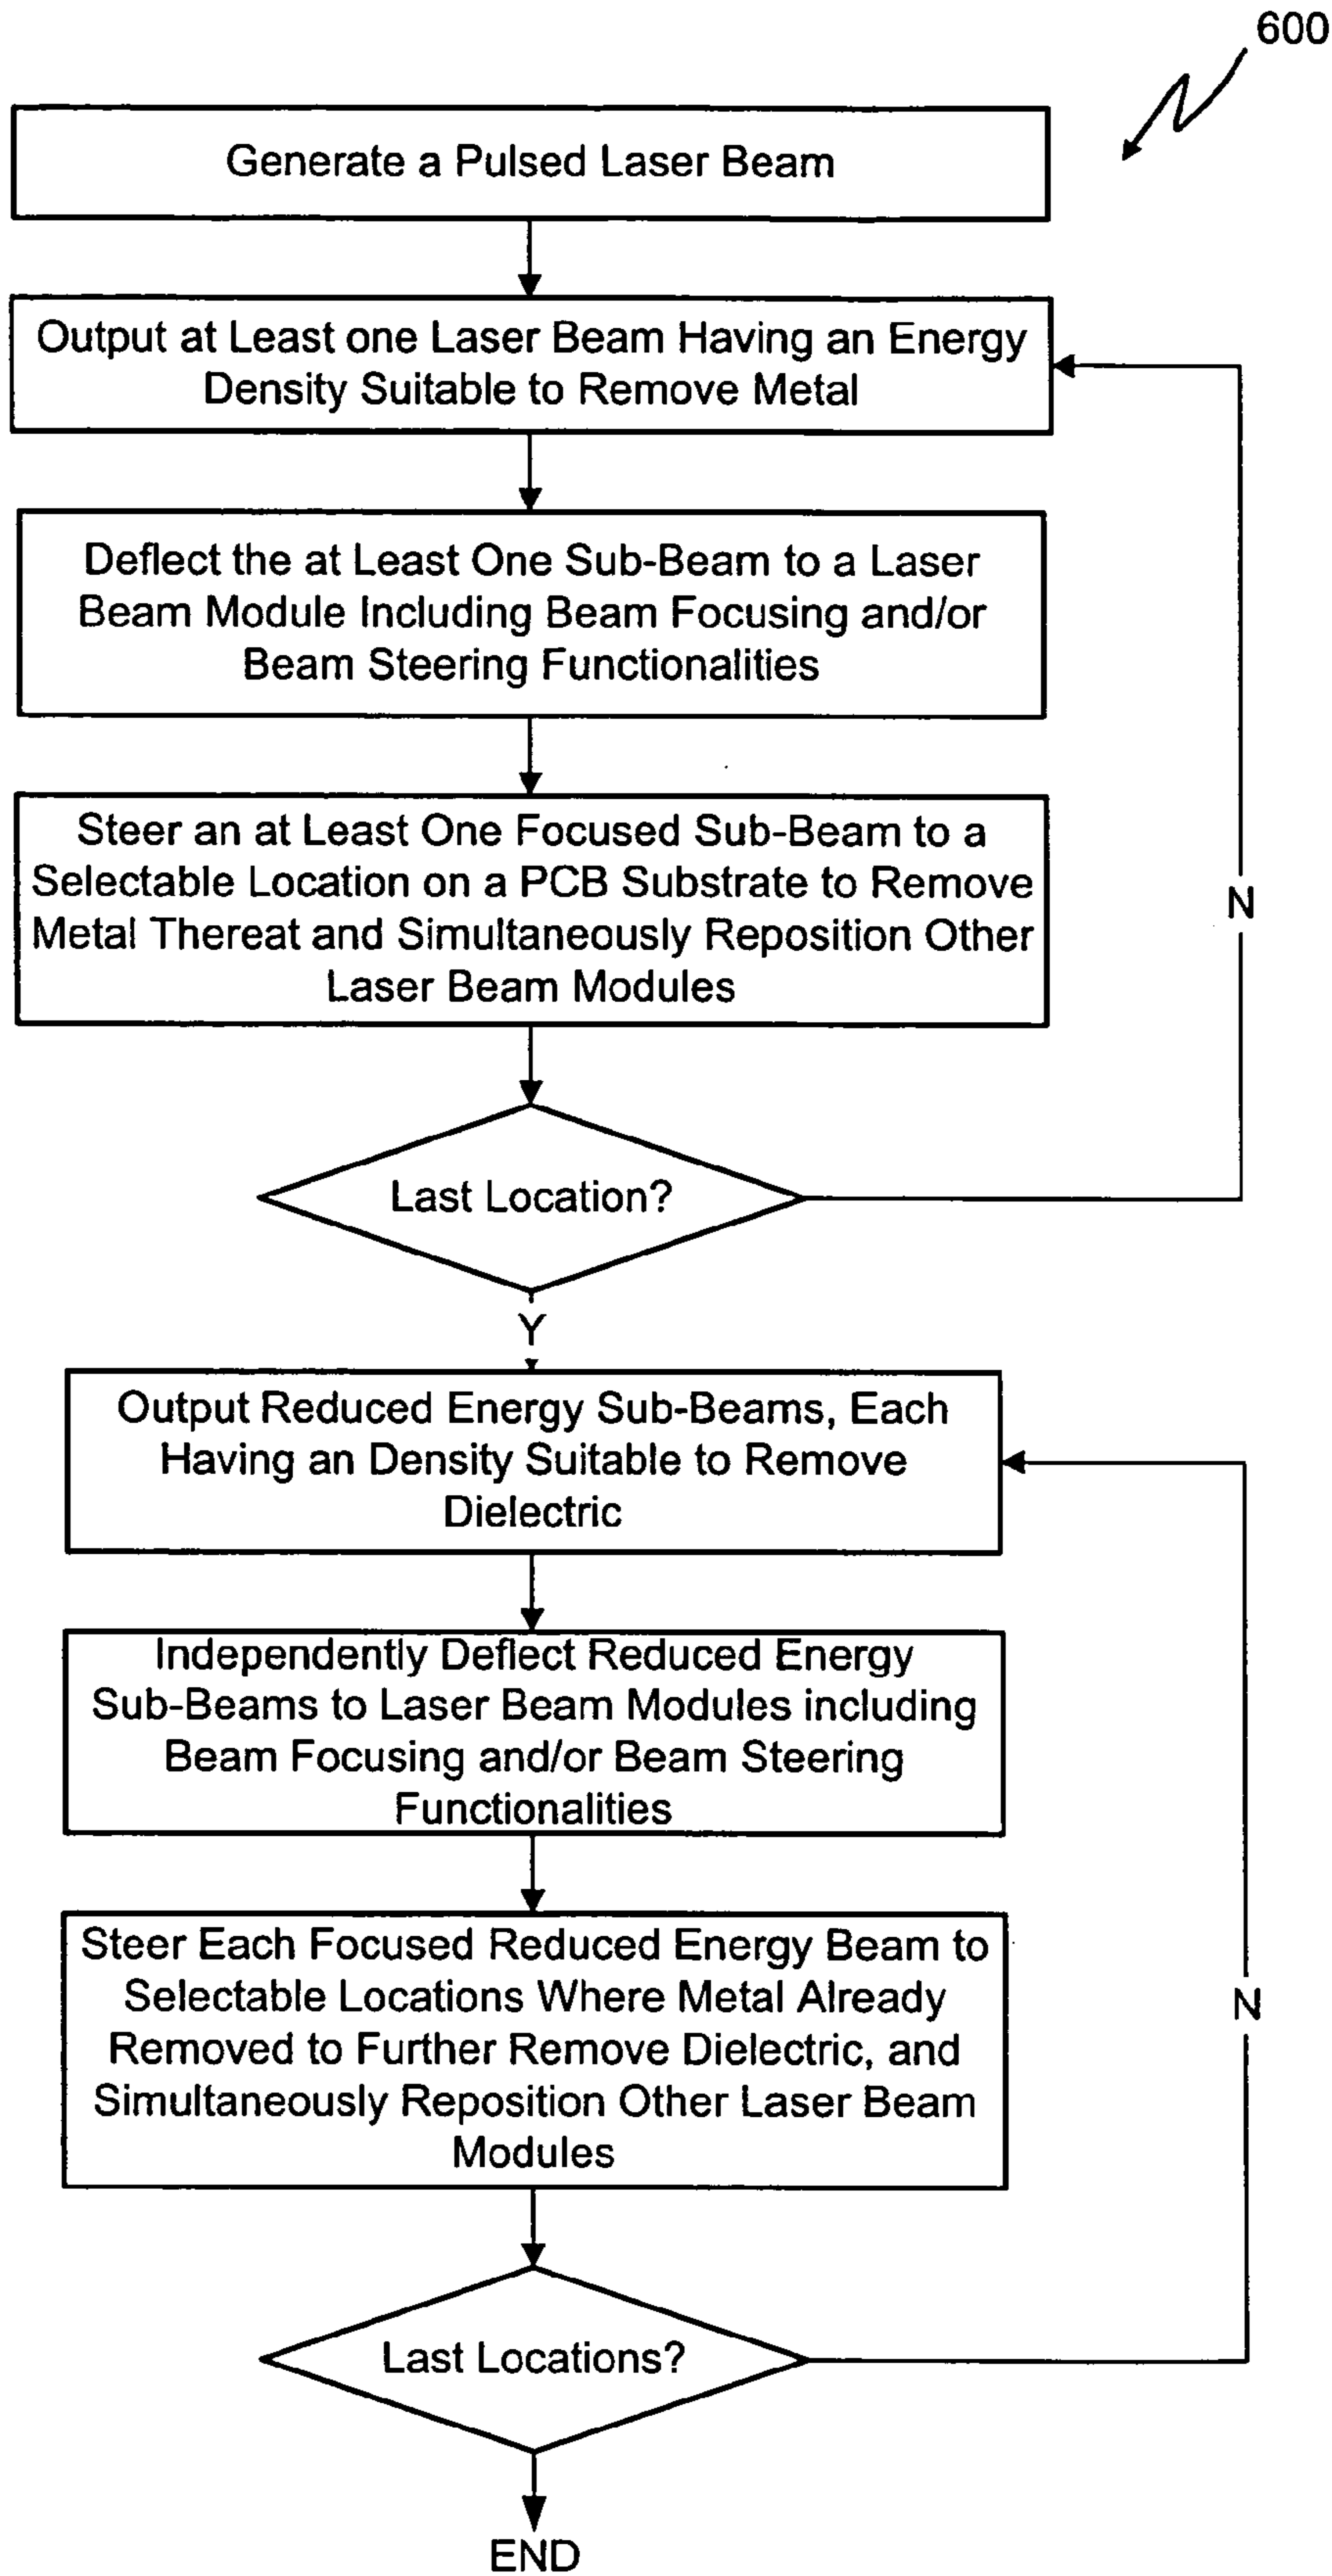 600
Generate a Pulsed Laser Beam
Output at Least one Laser Beam Having an Energy
Density Suitable to Remove Metal
Deflect the at Least One Sub-Beam to a Laser
Beam Module Including Beam Focusing and/or
Beam Steering Functionalities
Steer an at Least One Focused Sub-Beam to a
Selectable Location on a PCB Substrate to Remove
Metal Thereat and Simultaneously Reposition Other
Laser Beam Modules
N
Last Location?
Y
Output Reduced Energy Sub-Beams, Each
Having an Density Suitable to Remove
Dielectric
Independently Deflect Reduced Energy
Sub-Beams to Laser Beam Modules including
Beam Focusing and/or Beam Steering
Functionalities
Steer Each Focused Reduced Energy Beam to
Selectable Locations Where Metal Already
Removed to Further Remove Dielectric, and
Simultaneously Reposition Other Laser Beam
Modules
N
Last Locations?
END